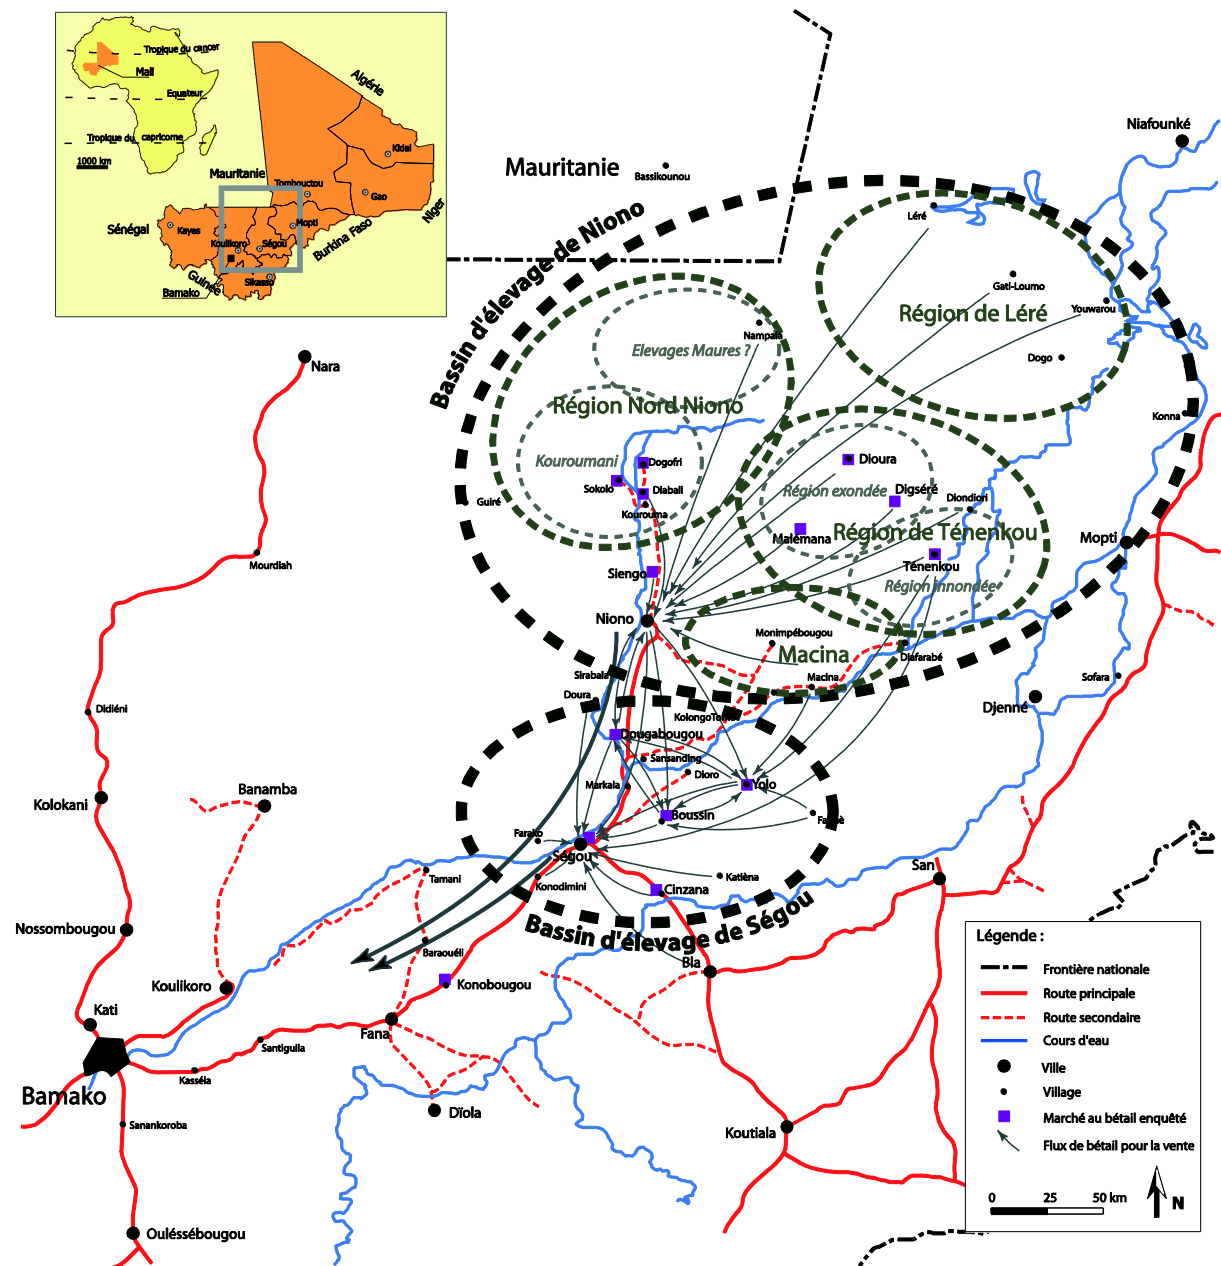 Tropique du cancer
Mali
Equateur
Tropique du capricorne
1000 km
Algérie
Kidal
Mauritanie
Tombouctou
Gao
Niger
Sénégal
Kayes
Mopti
Koulikoro
Ségou
Burkina Faso
Guinée
Sikasso
Bamako
Mauritanie
Bassikounou
Niafounké
Bassin d'élevage de Niono
Léré
Gati-Loumo
Région de Léré
Youwarou
Nampala
Elevages Maures ?
Dogo
Nara
Région Nord Niono
Konna
Kouroumani
Dogofri
Dioura
Sokolo
Diabali
Région exondée
Digséré
Guiré
Diondiori
Kourouma
Malémana
Région de Ténenkou
Mopti
Mourdiah
Siengo
Ténenkou
Région innondée
Niono
Monimpébougou
Macina
Diafarabé
Sirabala
Macina
Sofara
Doura
Djenné
Didiéni
KolongoTomo
Dougabougou
Sansanding
Dioro
Banamba
Markala
Yolo
Kolokani
Boussin
Farako
Ségou
San
Tamani
Konodimini
Katièna
Cinzana
Bassin d'élevage de Ségou
Nossombougou
Baraouéli
Bla
Koulikoro
Konobougou
Kati
Fana
Santiguila
Kasséla
Bamako
Dïola
Sanankoroba
Koutiala
Ouléssébougou
Légende :
Frontière nationale
Route principale
Route secondaire
Cours d'eau
Ville
Village
Marché au bétail enquêté
Flux de bétail pour la vente
0 25 50 km
N